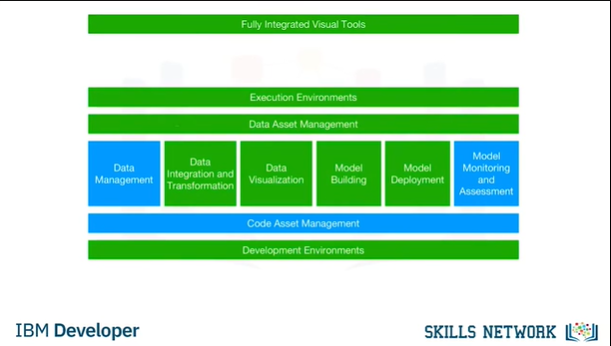 Fully Integrated Visual Tools
Execution Environments
Data Asset Management
Data
Management
Data
Integration and
Transformation
Data
Visualization
Model
Building
Model
Deployment
Model
Monitoring
and
Assessment
Code Asset Management
Development Environments
IBM Developer
SKILLS NETWORK